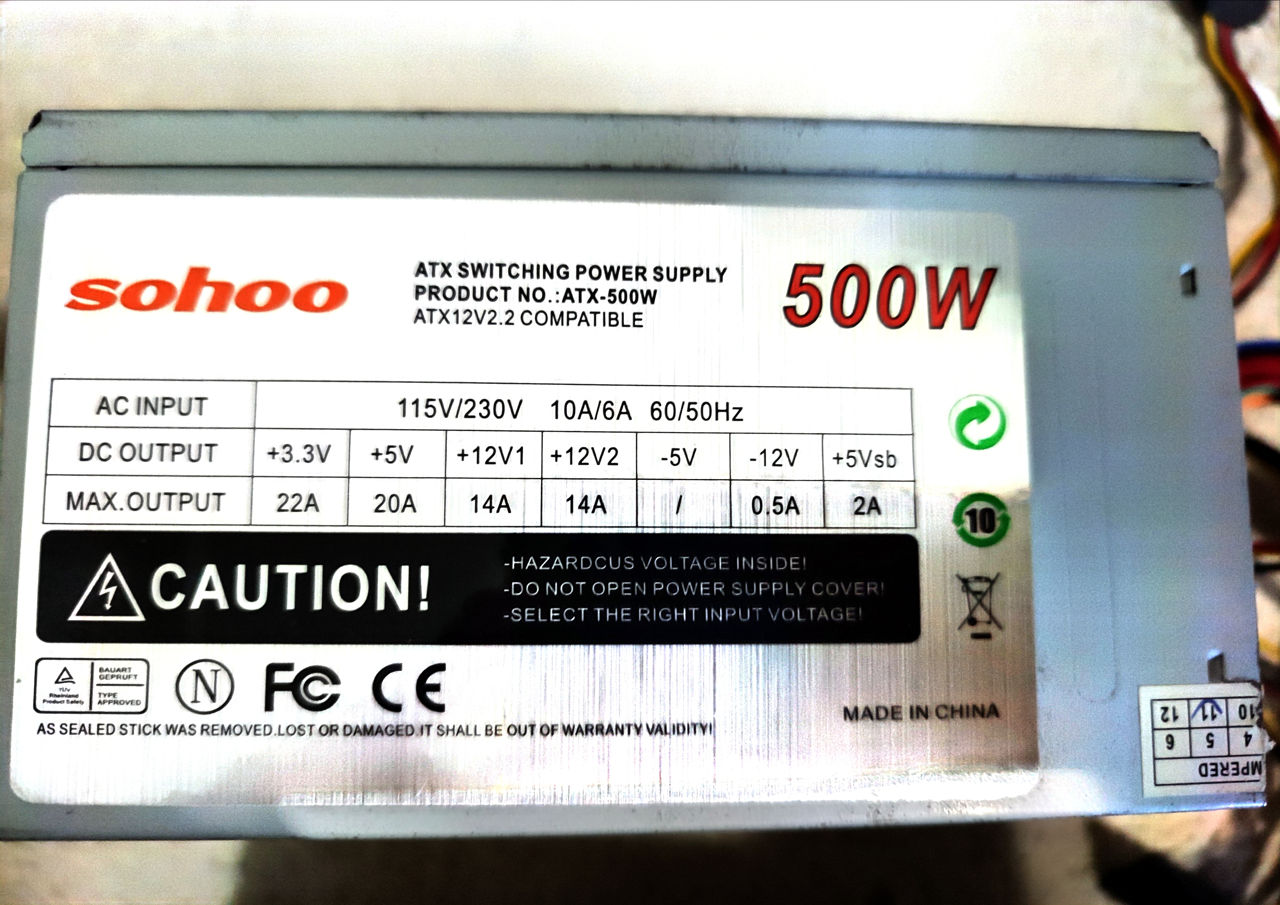 sohoo
ATX SWITCHING POWER SUPPLY
PRODUCT NO.:ATX-500W
ATX12V2.2 COMPATIBLE
500W
AC INPUT 115V/230V 10A/6A 60/50Hz
DC OUTPUT +3.3V +5V +12V1 +12V2 -5V -12V +5Vsb
MAX.OUTPUT 22A 20A 14A 14A / 0.5A 2A
10
CAUTION!
-HAZARDCUS VOLTAGE INSIDE!
-DO NOT OPEN POWER SUPPLY COVER!
-SELECT THE RIGHT INPUT VOLTAGE!
TÜV
Rheinland
Product Safety
BAUART
GEPRUFT
TYPE
APPROVED
N
FC CE
AS SEALED STICK WAS REMOVED.LOST OR DAMAGED.IT SHALL BE OUT OF WARRANTY VALIDITY!
MADE IN CHINA
MPERED
4 5 6
10 11 12